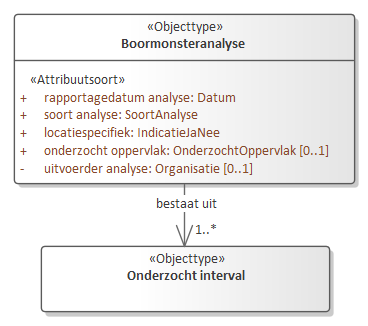 «Objecttype»
Boormonsteranalyse
«Attribuutsoort»
+ rapportagedatum analyse: Datum
+ soort analyse: SoortAnalyse
+ locatiespecifiek: IndicatieJaNee
+ onderzocht oppervlak: OnderzochtOppervlak [0..1]
- uitvoerder analyse: Organisatie [0..1]
bestaat uit
1..*
«Objecttype»
Onderzocht interval